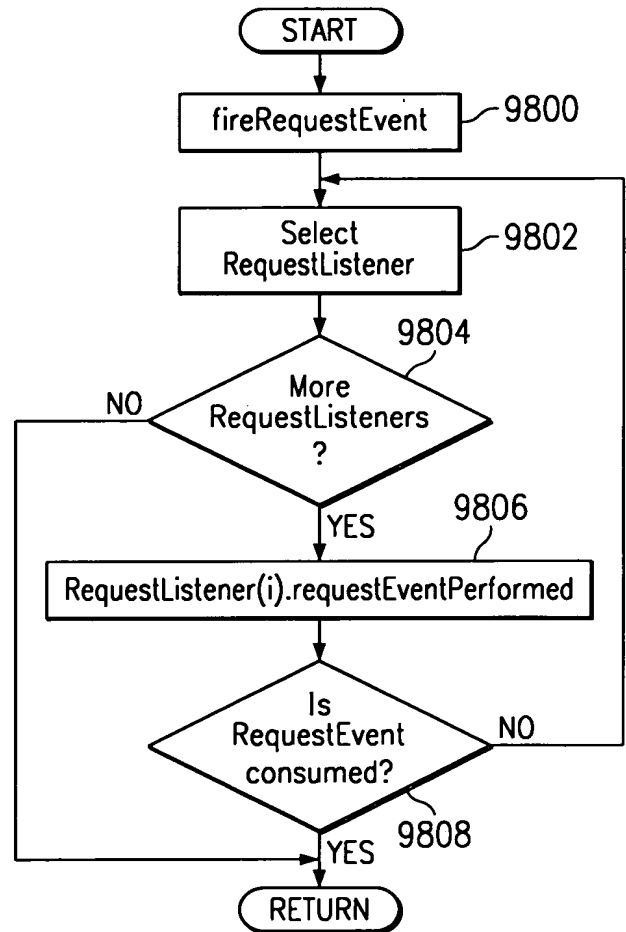 START
fireRequestEvent
9800
Select
RequestListener
9802
9804
More
RequestListeners
?
NO
YES
9806
RequestListener(i).requestEventPerformed
Is
RequestEvent
consumed?
NO
9808
YES
RETURN